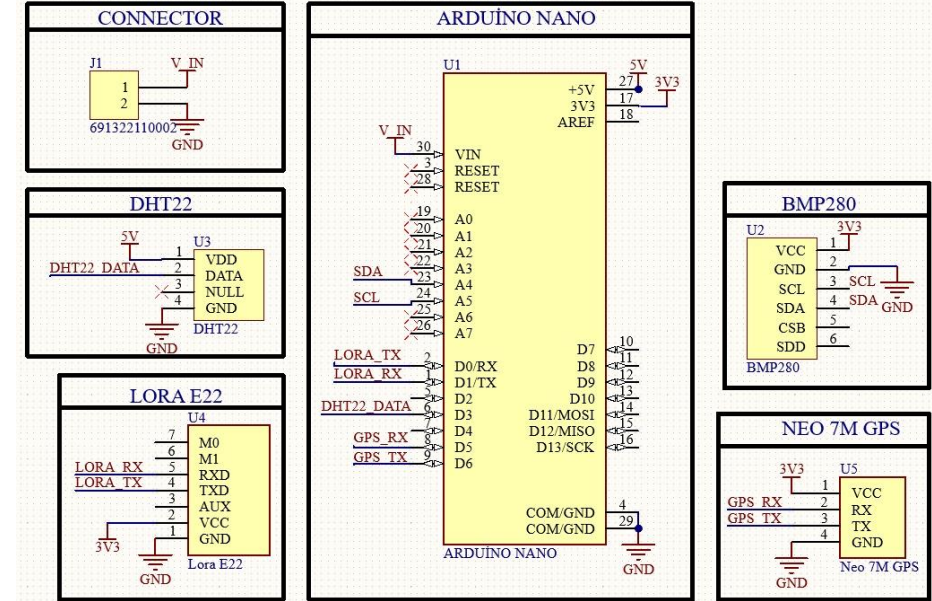 CONNECTOR
J1
V_IN
1
2
691322110002
GND
DHT22
5V
U3
1 VDD
DHT22_DATA 2 DATA
3 NULL
4 GND
DHT22
GND
LORA E22
U4
7 M0
6 M1
LORA_RX 5 RXD
LORA_TX 4 TXD
3 AUX
2 VCC
1 GND
3V3
GND
Lora E22
ARDUİNO NANO
U1
5V
27 +5V
3V3
17 3V3
18 AREF
V_IN
30 VIN
3 RESET
28 RESET
19 A0
20 A1
21 A2
22 A3
SDA 23 A4
SCL 24 A5
25 A6
26 A7
D7 10
D8 11
D9 12
D10 13
D11/MOSI 14
D12/MISO 15
D13/SCK 16
LORA_TX 2 D0/RX
LORA_RX 1 D1/TX
5 D2
DHT22_DATA 6 D3
7 D4
GPS_RX 8 D5
GPS_TX 9 D6
COM/GND 4
COM/GND 29
ARDUİNO NANO
GND
BMP280
U2
3V3
VCC 1
GND 2
SCL 3 SCL
SDA 4 SDA
GND
CSB 5
SDD 6
BMP280
NEO 7M GPS
3V3
U5
1 VCC
GPS_RX 2 RX
GPS_TX 3 TX
4 GND
Neo 7M GPS
GND